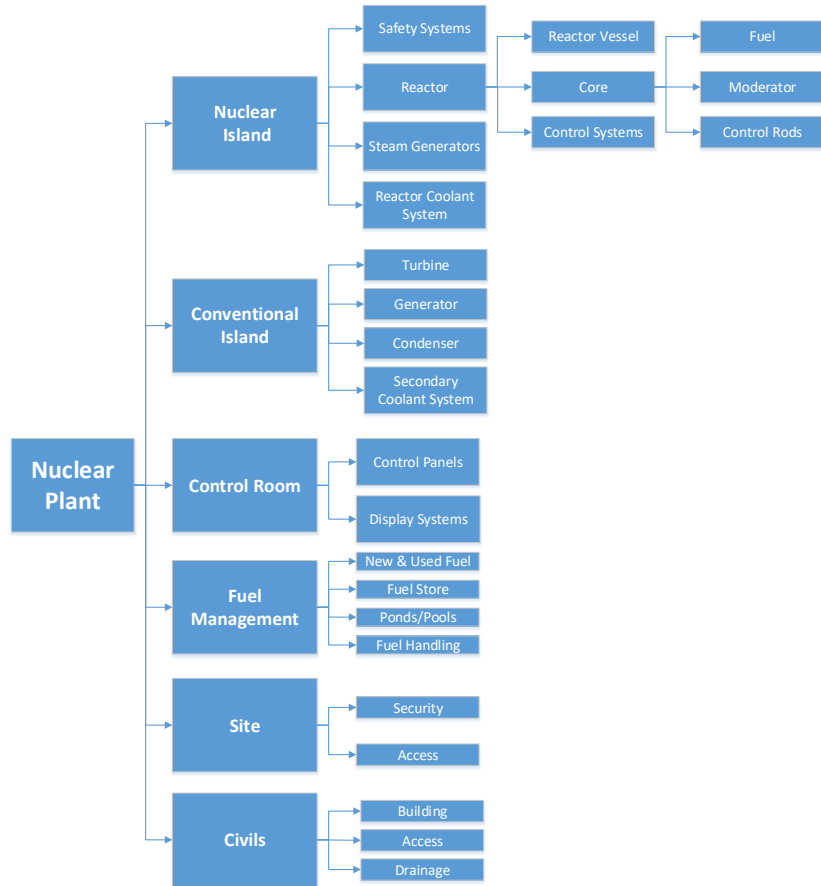 Safety Systems
Reactor Vessel
Fuel
Nuclear
Island
Reactor
Core
Moderator
Steam Generators
Control Systems
Control Rods
Reactor Coolant
System
Turbine
Conventional
Island
Generator
Condenser
Secondary
Coolant System
Nuclear
Plant
Control Room
Control Panels
Display Systems
Fuel
Management
New & Used Fuel
Fuel Store
Ponds/Pools
Fuel Handling
Site
Security
Access
Civils
Building
Access
Drainage